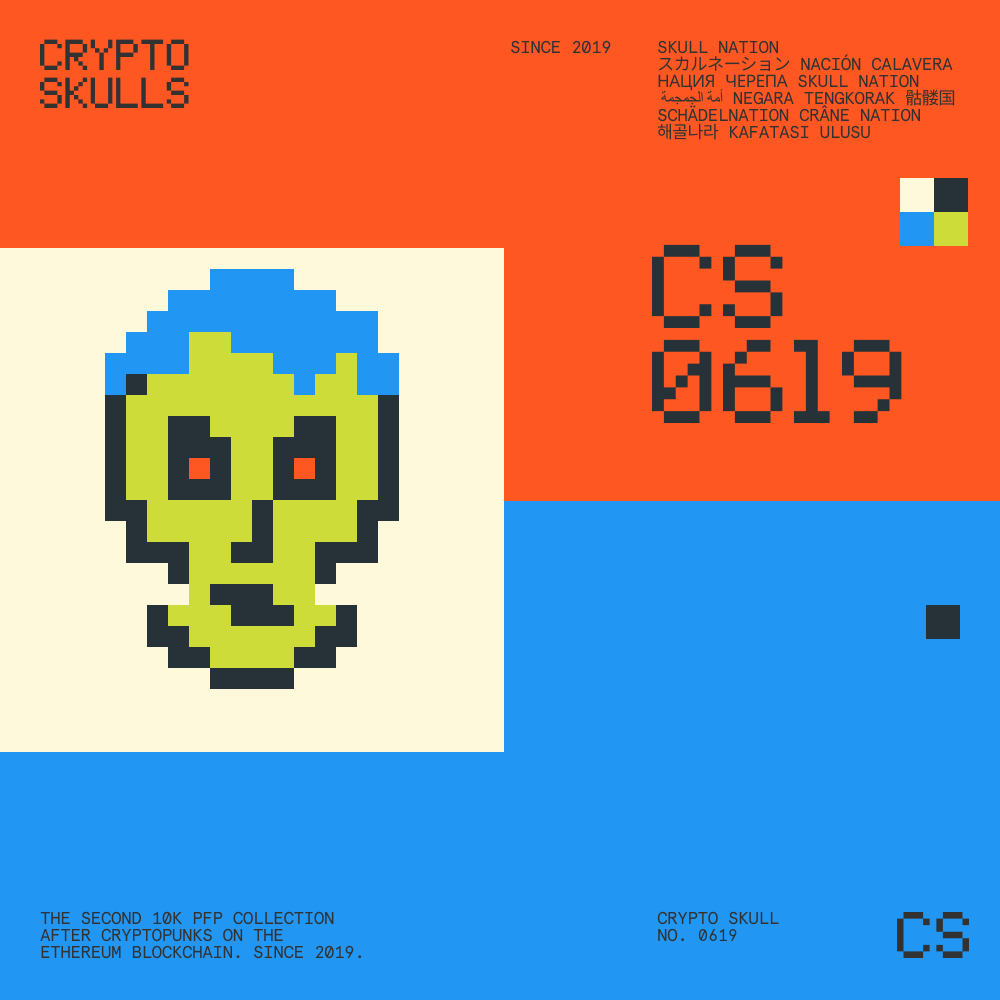 CRYPTO
SKULLS
SINCE 2019
SKULL NATION
スカルネーション NACIÓN CALAVERA
НАЦИЯ ЧЕРЕПА SKULL NATION
أمة الجمجمة NEGARA TENGKORAK 骷髅国
SCHÄDELNATION CRÂNE NATION
해골나라 KAFATASI ULUSU
CS
0619
THE SECOND 10K PFP COLLECTION
AFTER CRYPTOPUNKS ON THE
ETHEREUM BLOCKCHAIN. SINCE 2019.
CRYPTO SKULL
NO. 0619
CS